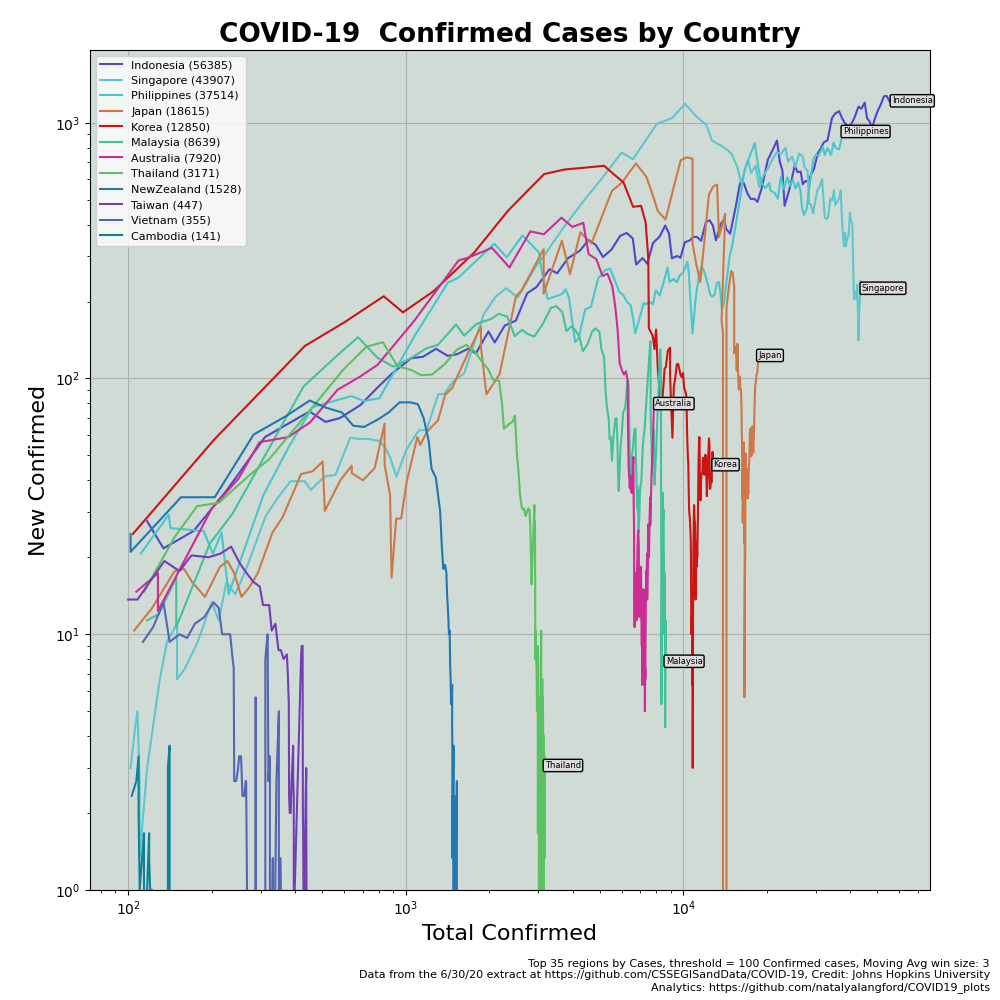 COVID-19  Confirmed Cases by Country
Indonesia (56385)
Singapore (43907)
Philippines (37514)
Japan (18615)
Korea (12850)
Malaysia (8639)
Australia (7920)
Thailand (3171)
NewZealand (1528)
Taiwan (447)
Vietnam (355)
Cambodia (141)
Indonesia
Philippines
Singapore
Japan
Australia
Korea
Malaysia
Thailand
10³
10²
10¹
10⁰
New Confirmed
10² 10³ 10⁴
Total Confirmed
Top 35 regions by Cases, threshold = 100 Confirmed cases, Moving Avg win size: 3
Data from the 6/30/20 extract at https://github.com/CSSEGISandData/COVID-19, Credit: Johns Hopkins University
Analytics: https://github.com/natalyalangford/COVID19_plots